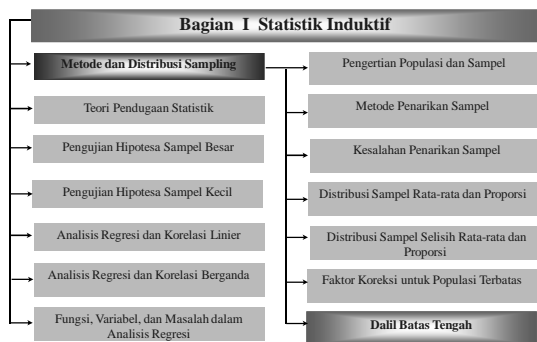 Bagian I Statistik Induktif
Metode dan Distribusi Sampling
Teori Pendugaan Statistik
Pengujian Hipotesa Sampel Besar
Pengujian Hipotesa Sampel Kecil
Analisis Regresi dan Korelasi Linier
Analisis Regresi dan Korelasi Berganda
Fungsi, Variabel, dan Masalah dalam
Analisis Regresi
Pengertian Populasi dan Sampel
Metode Penarikan Sampel
Kesalahan Penarikan Sampel
Distribusi Sampel Rata-rata dan Proporsi
Distribusi Sampel Selisih Rata-rata dan
Proporsi
Faktor Koreksi untuk Populasi Terbatas
Dalil Batas Tengah